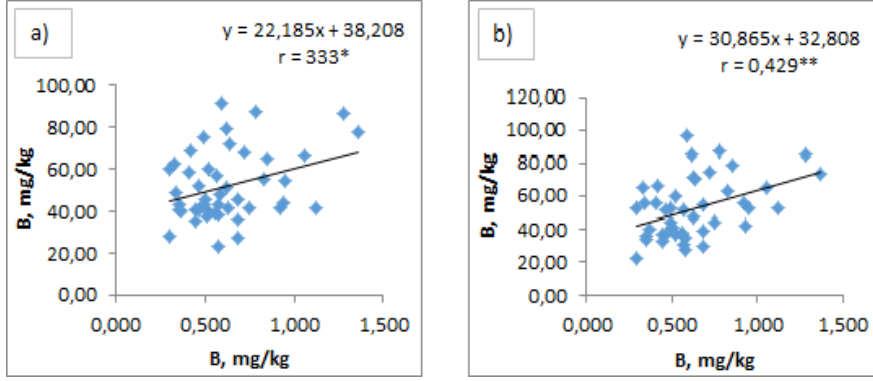 a)
y = 22,185x + 38,208
r = 333*
B, mg/kg
100,00
80,00
60,00
40,00
20,00
0,00
0,000 0,500 1,000 1,500
B, mg/kg
b)
y = 30,865x + 32,808
r = 0,429**
B, mg/kg
120,00
100,00
80,00
60,00
40,00
20,00
0,00
0,000 0,500 1,000 1,500
B, mg/kg